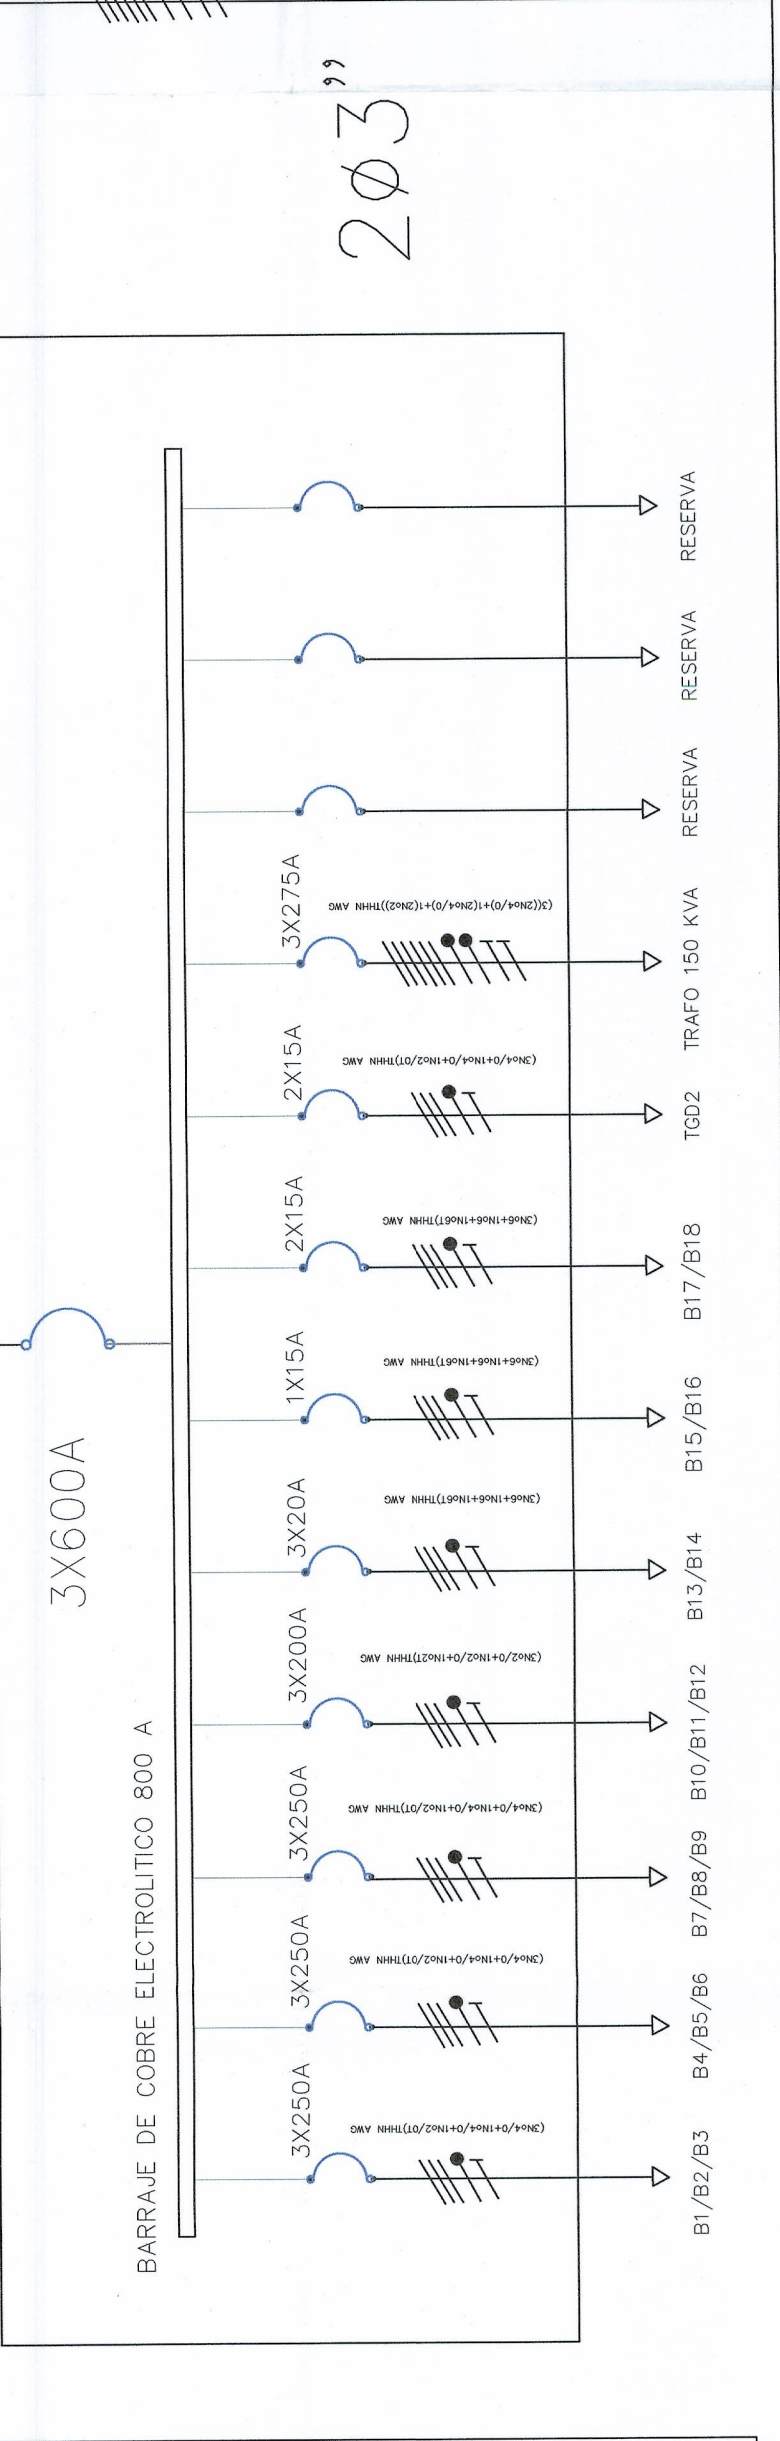 3X600A
BARRAJE DE COBRE ELECTROLITICO 800 A
3X250A
3X250A
3X250A
3X200A
3X20A
1X15A
2X15A
2X15A
3X275A
(3No4/0+1No4/0+1No2/0T)THHN AWG
(3No4/0+1No4/0+1No2/0T)THHN AWG
(3No4/0+1No4/0+1No2/0T)THHN AWG
(3No2/0+1No2/0+1No2T)THHN AWG
(3No6+1No6+1No6T)THHN AWG
(3No6+1No6+1No6T)THHN AWG
(3No6+1No6+1No6T)THHN AWG
(3No4/0+1No4/0+1No2/0T)THHN AWG
(3((2No4/0)+1(2No4/0)+1(2No2))THHN AWG
B1/B2/B3
B4/B5/B6
B7/B8/B9
B10/B11/B12
B13/B14
B15/B16
B17/B18
TGD2
TRAFO 150 KVA
RESERVA
RESERVA
RESERVA
2ø3"